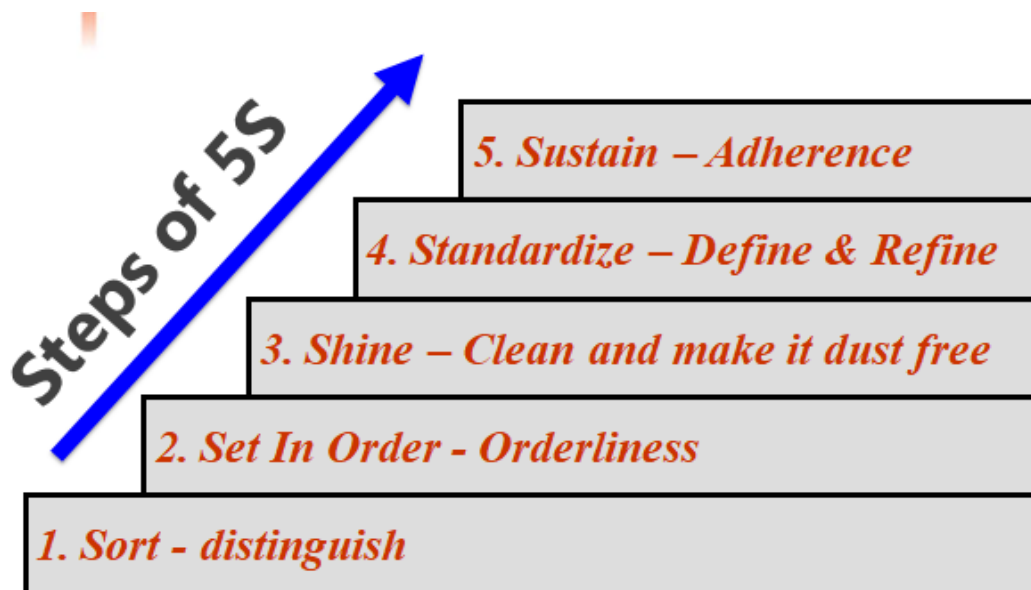 Steps of 5S
5. Sustain – Adherence
4. Standardize – Define & Refine
3. Shine – Clean and make it dust free
2. Set In Order - Orderliness
1. Sort - distinguish